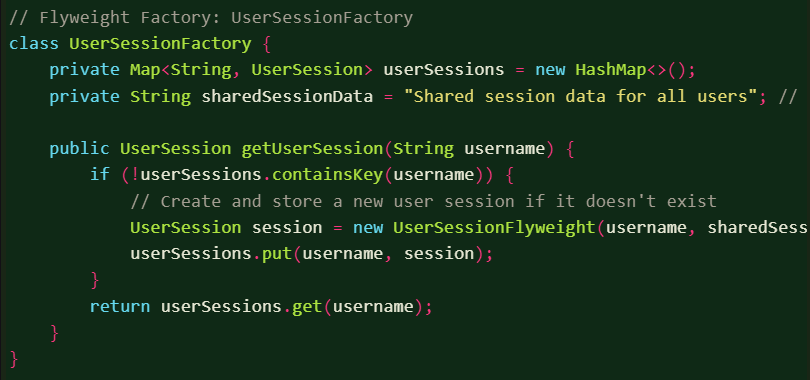 // Flyweight Factory: UserSessionFactory
class UserSessionFactory {
    private Map<String, UserSession> userSessions = new HashMap<>();
    private String sharedSessionData = "Shared session data for all users"; //
    public UserSession getUserSession(String username) {
        if (!userSessions.containsKey(username)) {
            // Create and store a new user session if it doesn't exist
            UserSession session = new UserSessionFlyweight(username, sharedSess
            userSessions.put(username, session);
        }
        return userSessions.get(username);
    }
}